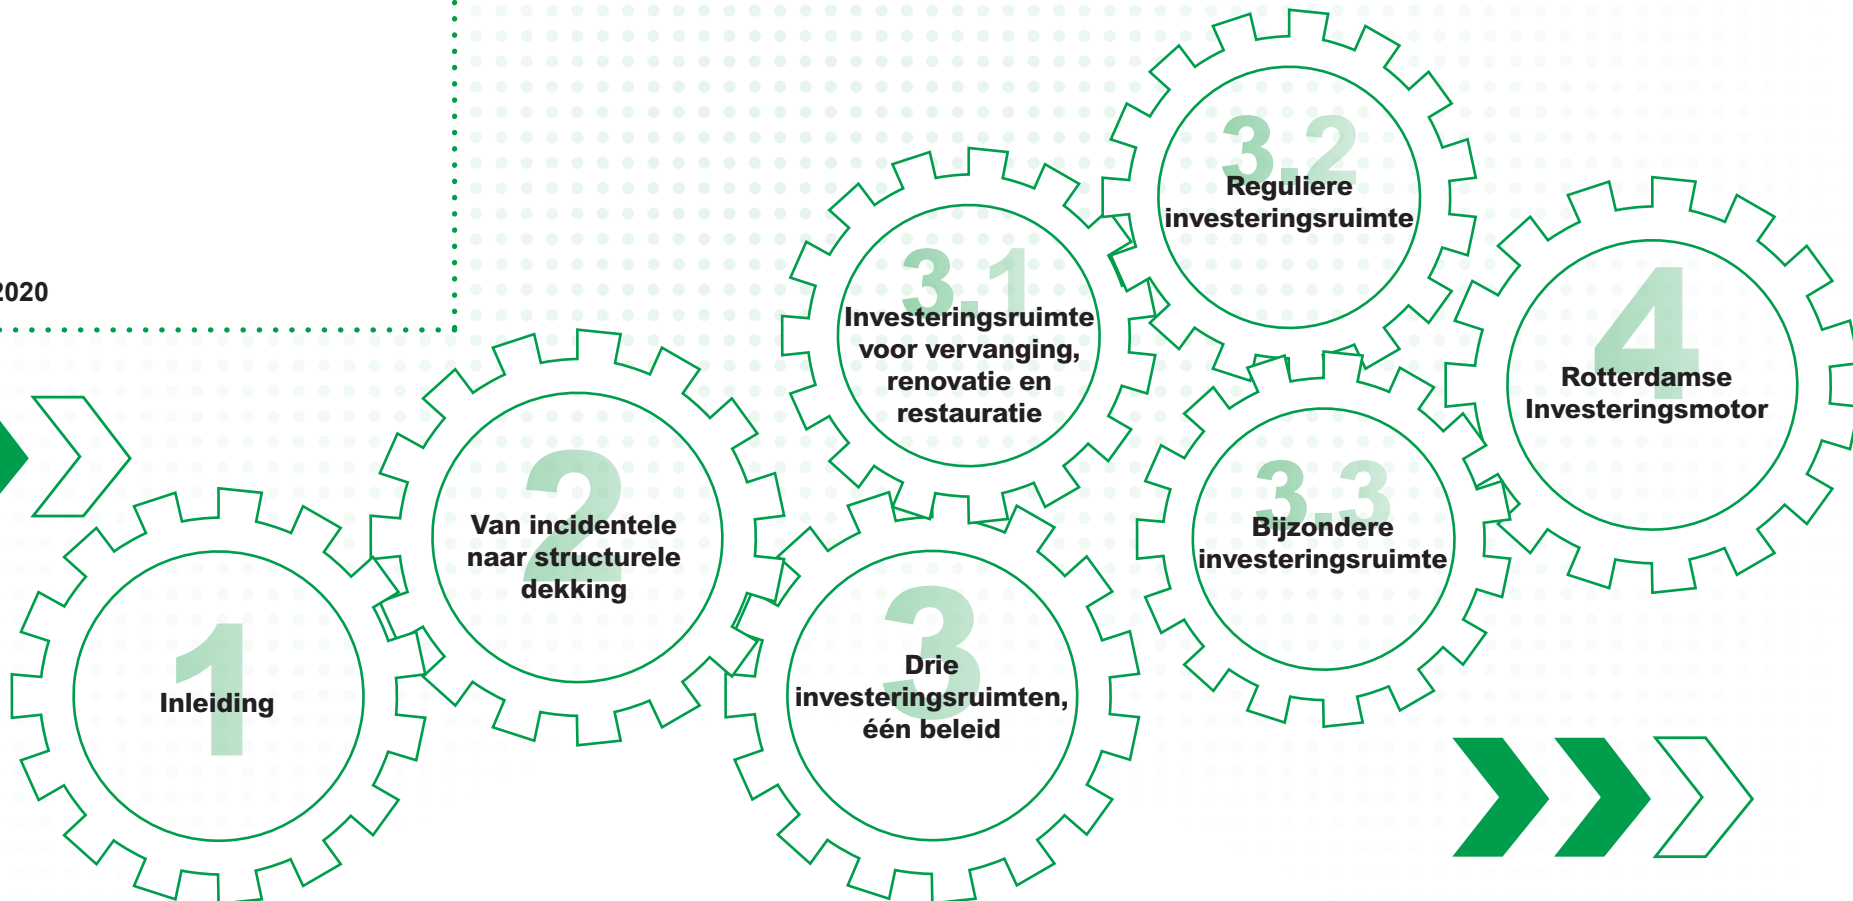 2020
1
Inleiding
2
Van incidentele
naar structurele
dekking
3
Drie
investeringsruimten,
één beleid
3.1
Investeringsruimte
voor vervanging,
renovatie en
restauratie
3.2
Reguliere
investeringsruimte
3.3
Bijzondere
investeringsruimte
4
Rotterdamse
Investeringsmotor